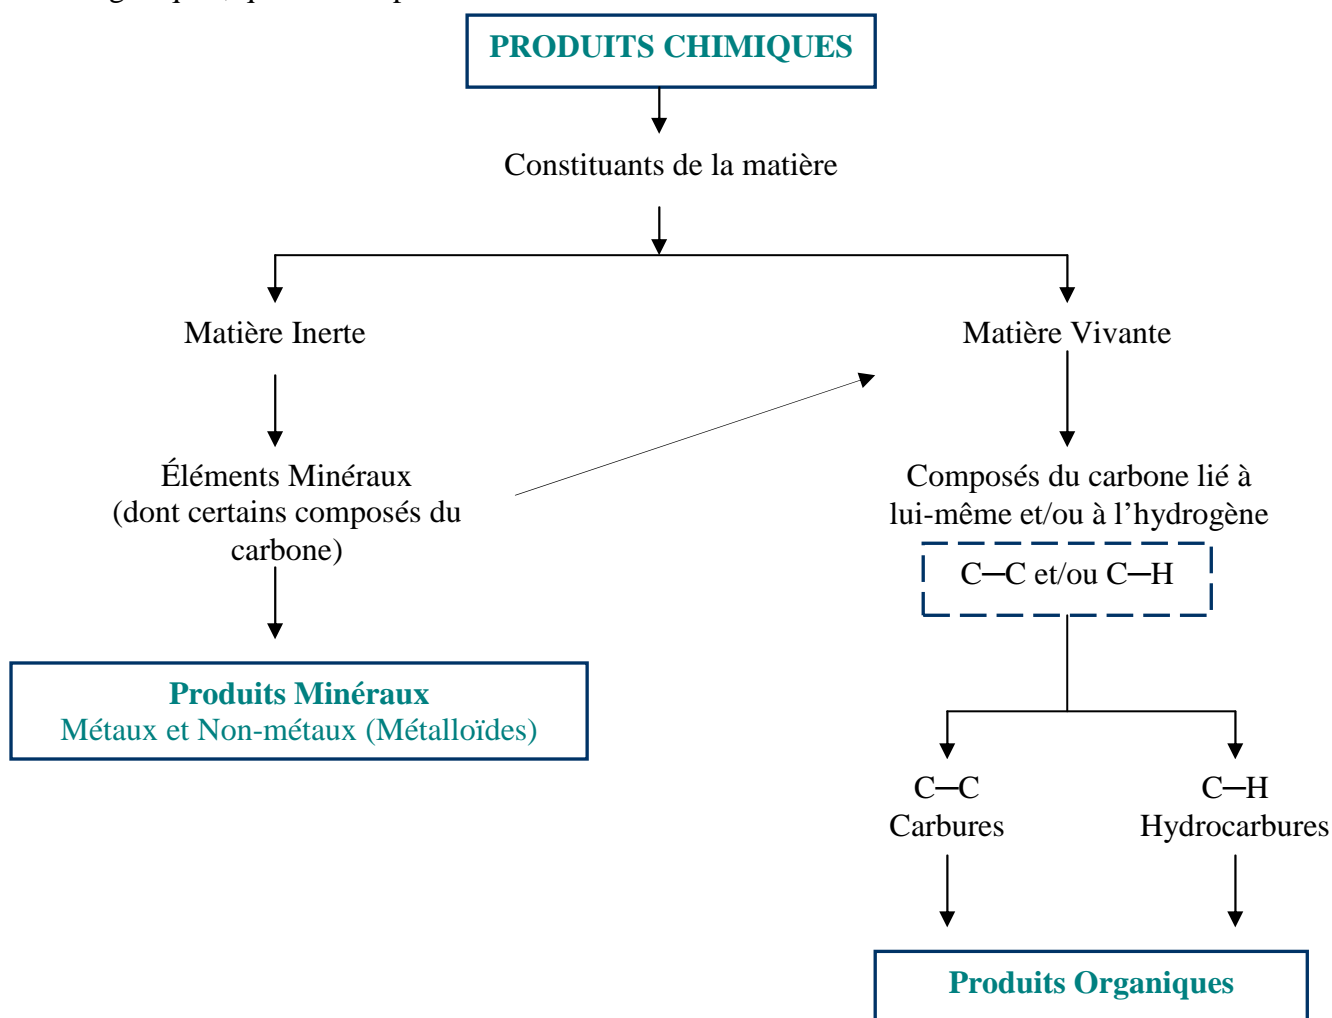 PRODUITS CHIMIQUES
Constituants de la matière
Matière Inerte
Matière Vivante
Éléments Minéraux
(dont certains composés du
carbone)
Composés du carbone lié à
lui-même et/ou à l’hydrogène
C─C et/ou C─H
Produits Minéraux
Métaux et Non-métaux (Métalloïdes)
C─C
Carbures
C─H
Hydrocarbures
Produits Organiques